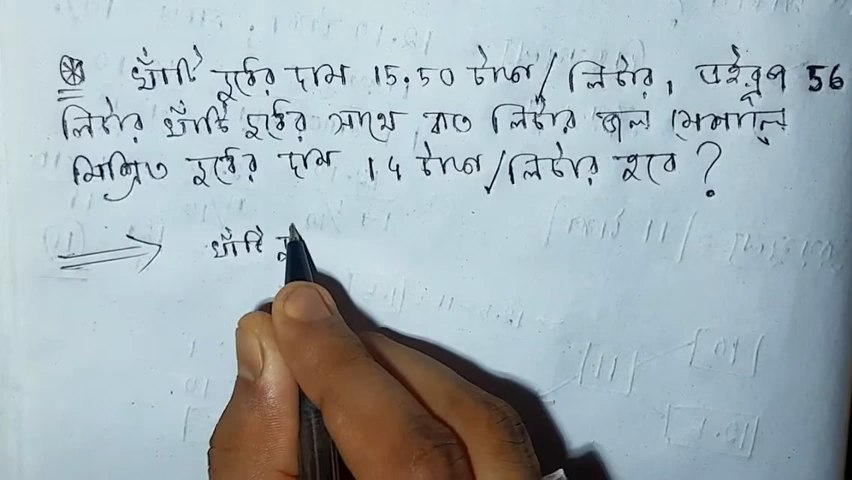 খাঁটি দুধের দাম 15.50 টাকা/লিটার, এইরূপ 56
লিটার খাঁটি দুধের সাথে কত লিটার জল মেশালে
মিশ্রিত দুধের দাম 14 টাকা/লিটার হবে?
খাঁটি দু